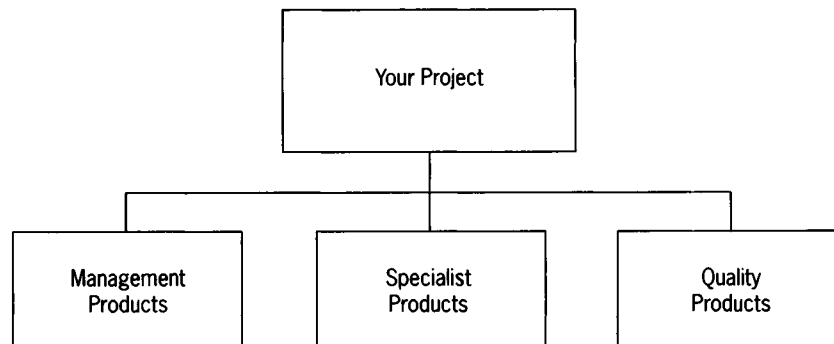 Your Project
Management
Products
Specialist
Products
Quality
Products